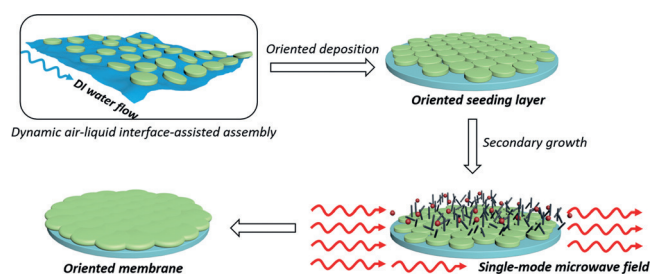 DI water flow
Dynamic air-liquid interface-assisted assembly
Oriented deposition
Oriented seeding layer
Secondary growth
Single-mode microwave field
Oriented membrane